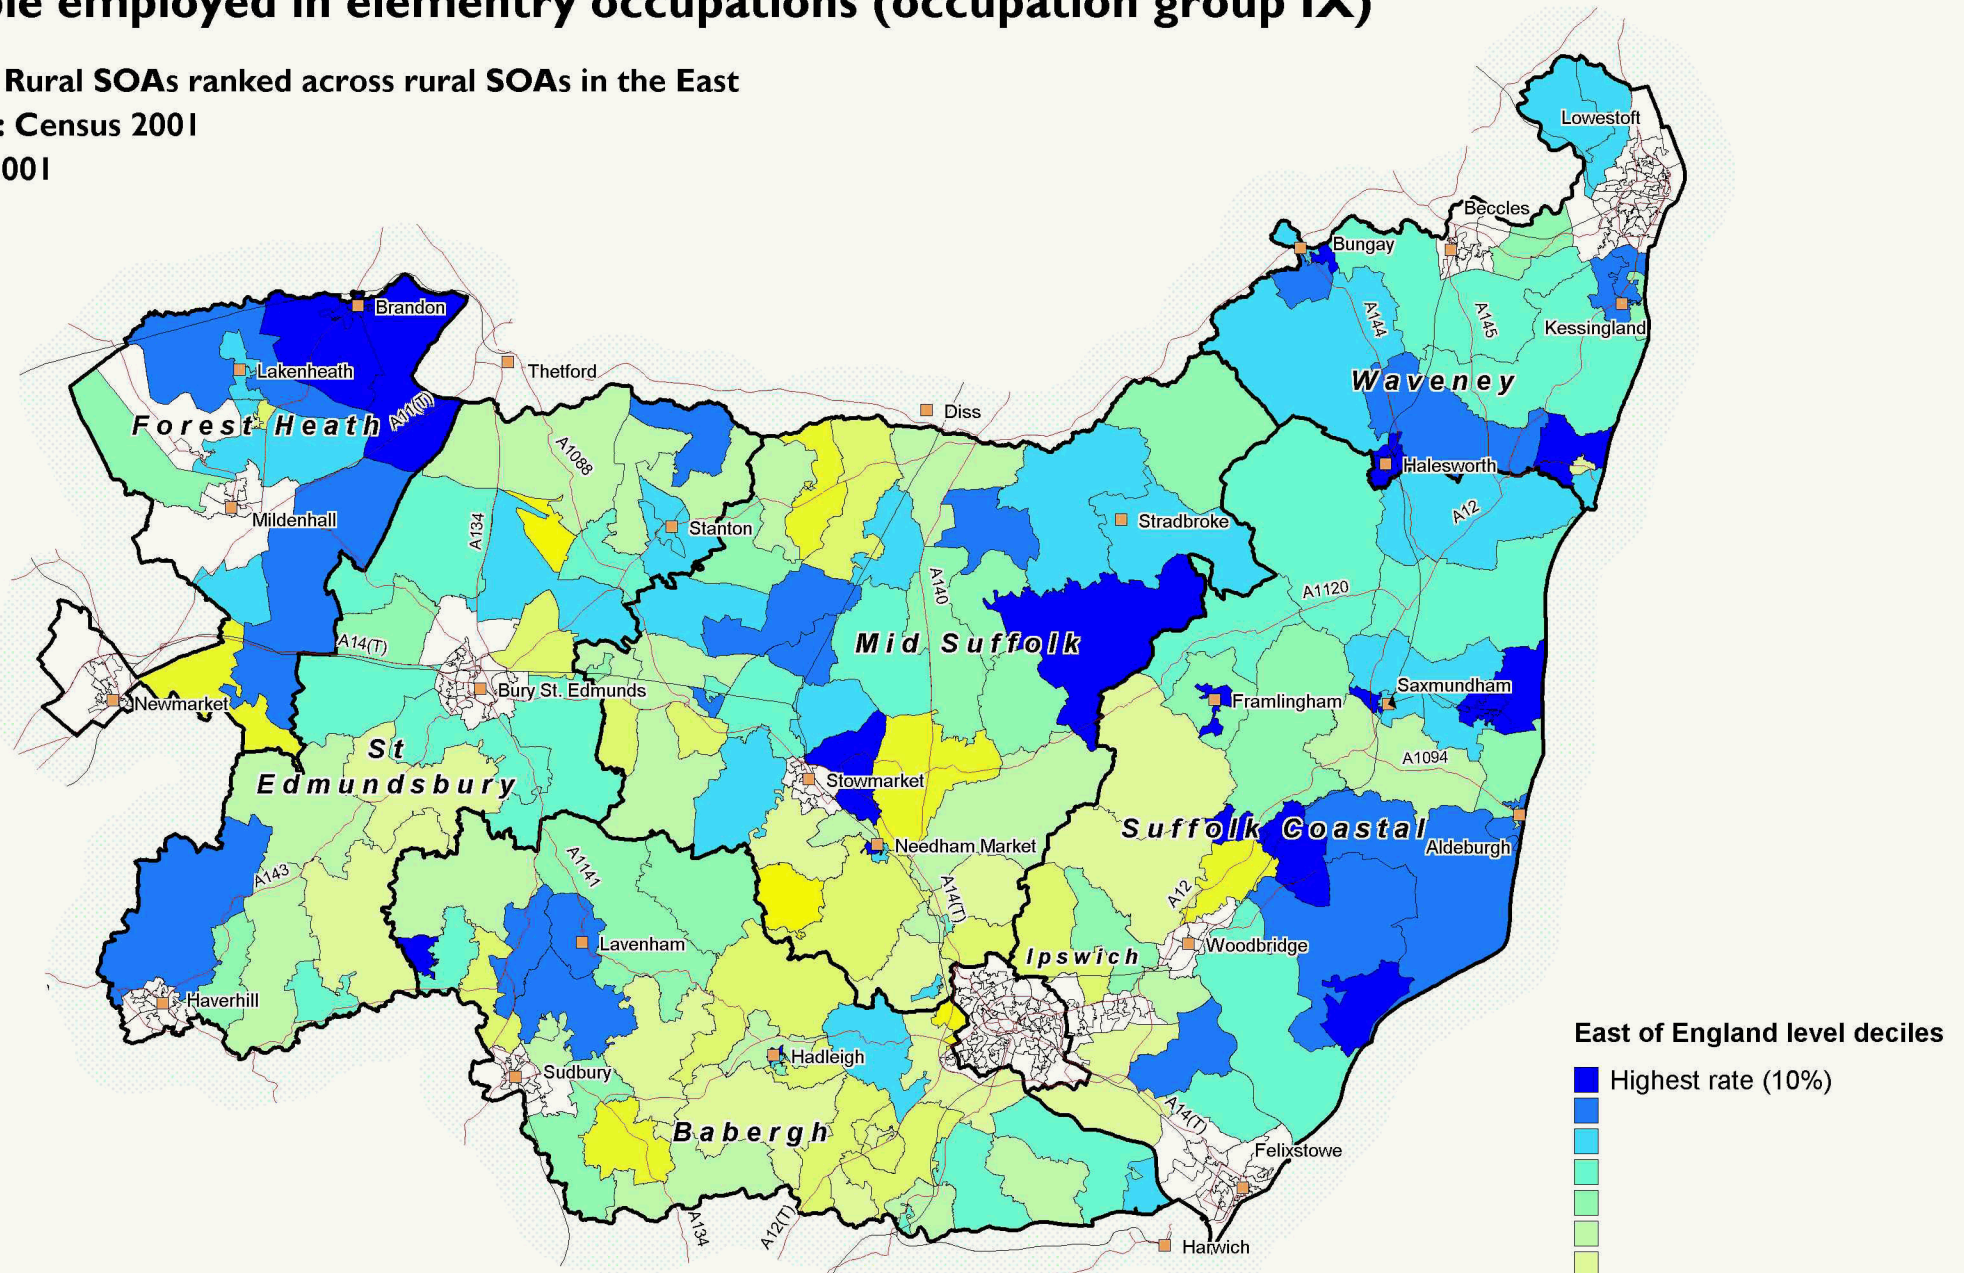 ple employed in elementry occupations (occupation group IX)
Rural SOAs ranked across rural SOAs in the East
: Census 2001
001
Lowestoft
Beccles
Bungay
Brandon
Kessingland
A144
A145
Lakenheath
Thetford
Waveney
Diss
A11(T)
Forest Heath
A1088
Halesworth
Mildenhall
A134
Stanton
Stradbroke
A12
A140
A1120
A14(T)
Mid Suffolk
Newmarket
Bury St. Edmunds
Framlingham
Saxmundham
St
Edmundsbury
A1094
Stowmarket
Suffolk Coastal
Needham Market
Aldeburgh
A143
A1141
A14(T)
A12
Lavenham
Ipswich
Woodbridge
Haverhill
East of England level deciles
Hadleigh
Sudbury
Highest rate (10%)
A14(T)
Babergh
Felixstowe
A134
A12(T)
Harwich